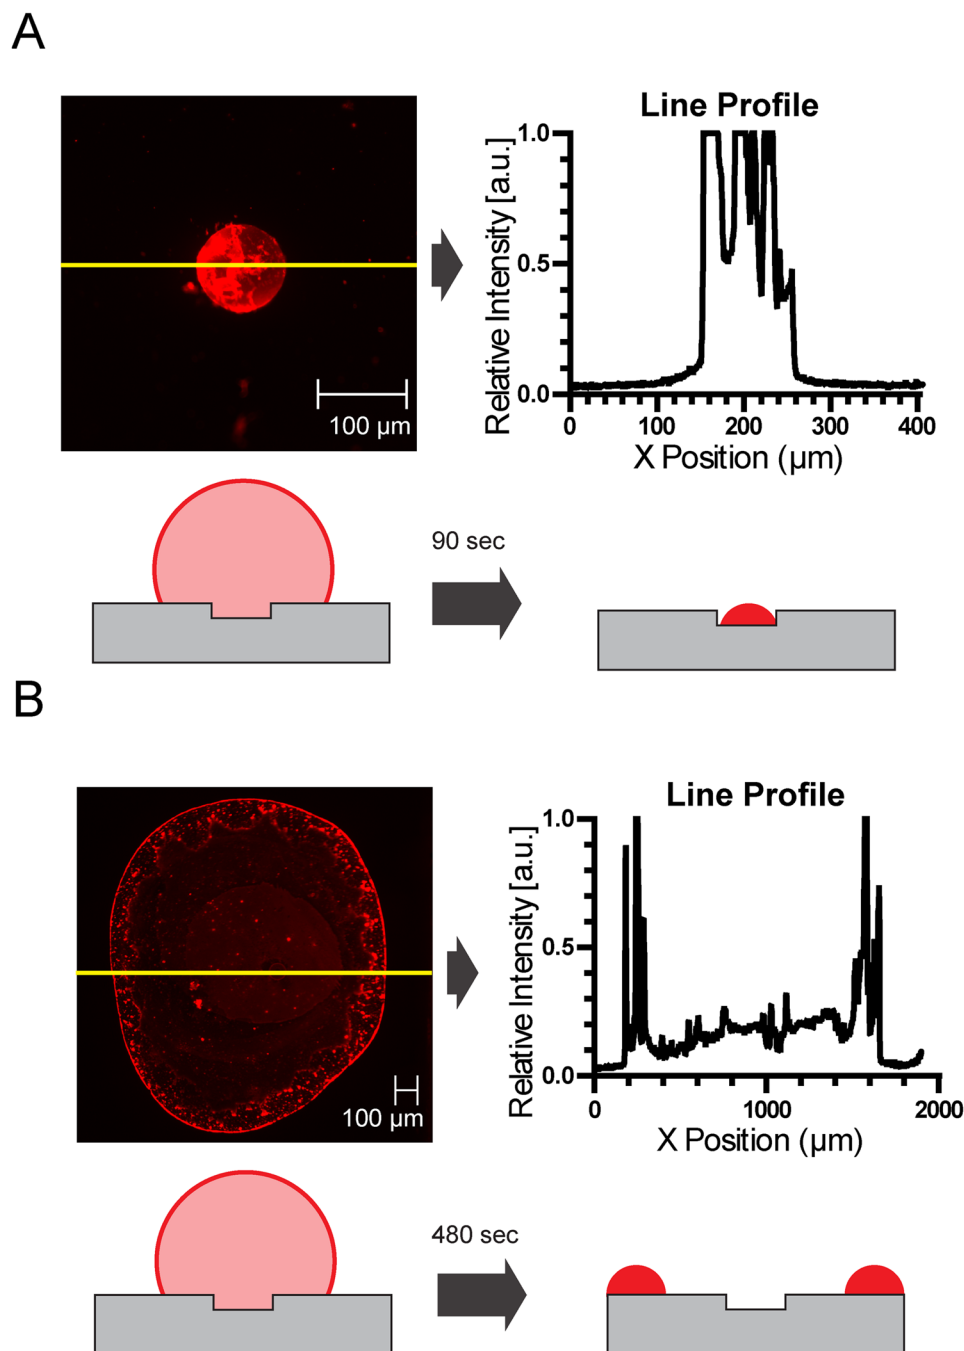 A
Line Profile
Relative Intensity [a.u.]
1.0
0.5
0.0
0 100 200 300 400
X Position (µm)
100 µm
90 sec
B
Line Profile
Relative Intensity [a.u.]
1.0
0.5
0.0
0 1000 2000
X Position (µm)
100 µm
480 sec